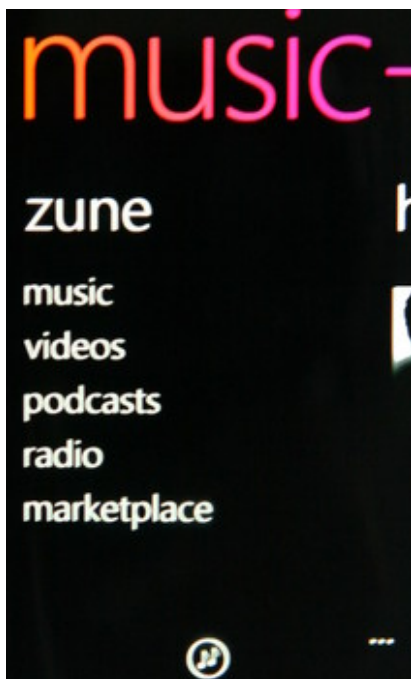 music+
zune
h
music
videos
podcasts
radio
marketplace
...